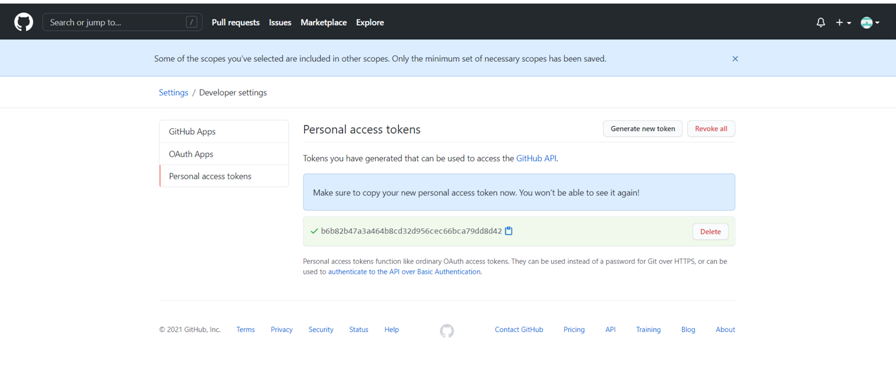 Search or jump to... /
Pull requests Issues Marketplace Explore
Some of the scopes you've selected are included in other scopes. Only the minimum set of necessary scopes has been saved.
Settings / Developer settings
GitHub Apps
OAuth Apps
Personal access tokens
Personal access tokens
Generate new token
Revoke all
Tokens you have generated that can be used to access the GitHub API.
Make sure to copy your new personal access token now. You won't be able to see it again!
b6b82b47a3a464b8cd32d956cec66bca79dd8d42
Delete
Personal access tokens function like ordinary OAuth access tokens. They can be used instead of a password for Git over HTTPS, or can be
used to authenticate to the API over Basic Authentication.
© 2021 GitHub, Inc. Terms Privacy Security Status Help Contact GitHub Pricing API Training Blog About